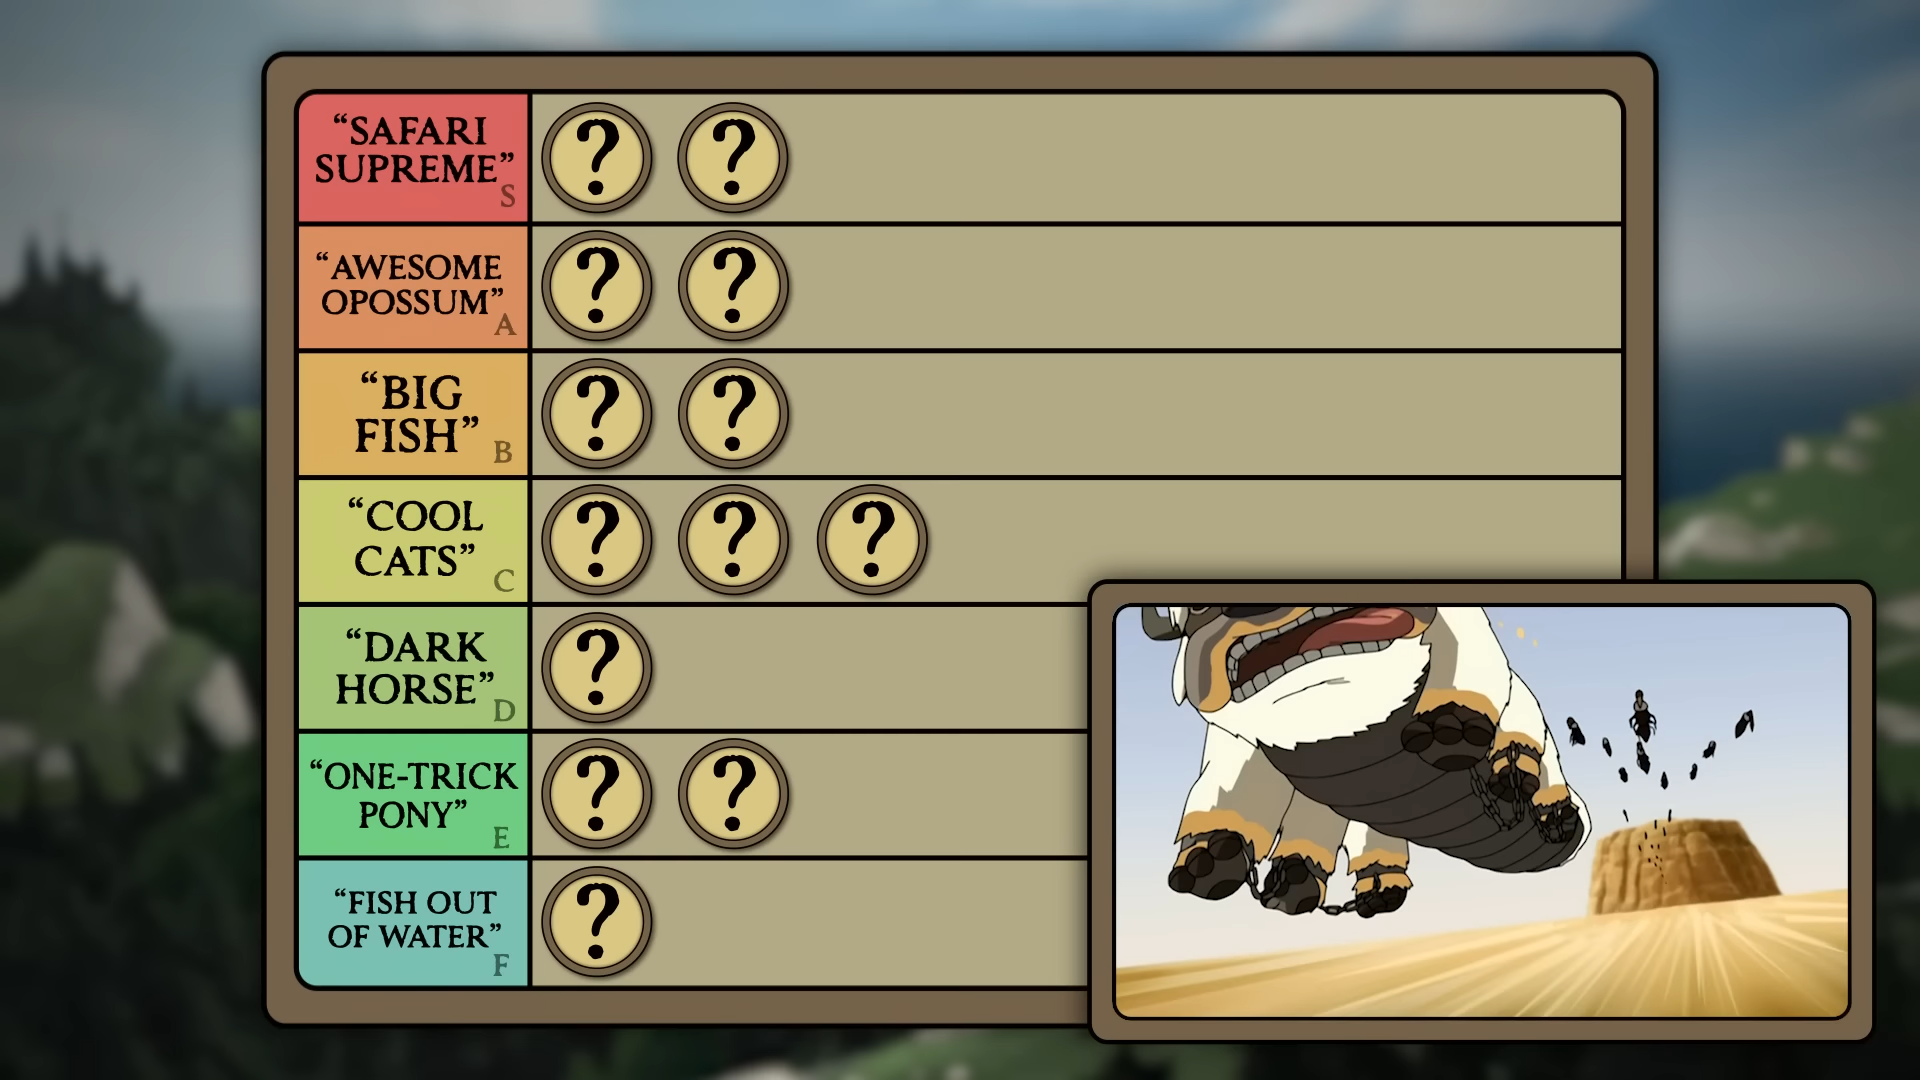 “SAFARI
SUPREME”
S
? ?
“AWESOME
OPOSSUM”
A
? ?
“BIG
FISH”
B
? ?
“COOL
CATS”
C
? ? ?
“DARK
HORSE”
D
?
“ONE-TRICK
PONY”
E
? ?
“FISH OUT
OF WATER”
F
?